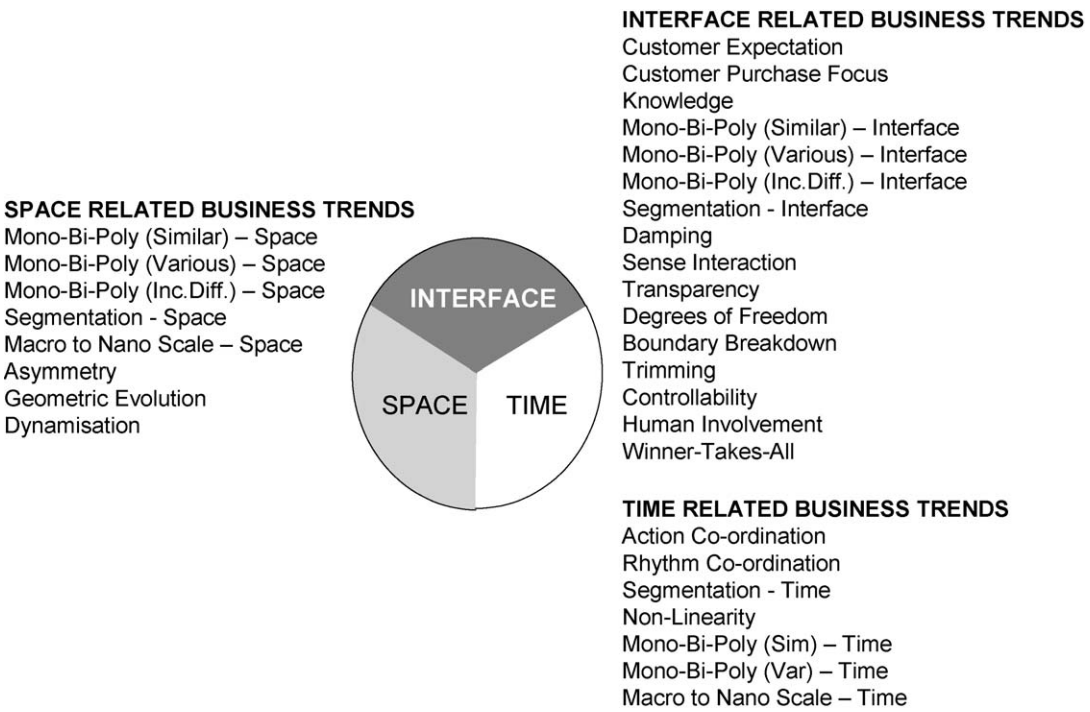 INTERFACE RELATED BUSINESS TRENDS
Customer Expectation
Customer Purchase Focus
Knowledge
Mono-Bi-Poly (Similar) – Interface
Mono-Bi-Poly (Various) – Interface
Mono-Bi-Poly (Inc.Diff.) – Interface
Segmentation - Interface
Damping
Sense Interaction
Transparency
Degrees of Freedom
Boundary Breakdown
Trimming
Controllability
Human Involvement
Winner-Takes-All
SPACE RELATED BUSINESS TRENDS
Mono-Bi-Poly (Similar) – Space
Mono-Bi-Poly (Various) – Space
Mono-Bi-Poly (Inc.Diff.) – Space
Segmentation - Space
Macro to Nano Scale – Space
Asymmetry
Geometric Evolution
Dynamisation
INTERFACE
SPACE
TIME
TIME RELATED BUSINESS TRENDS
Action Co-ordination
Rhythm Co-ordination
Segmentation - Time
Non-Linearity
Mono-Bi-Poly (Sim) – Time
Mono-Bi-Poly (Var) – Time
Macro to Nano Scale – Time